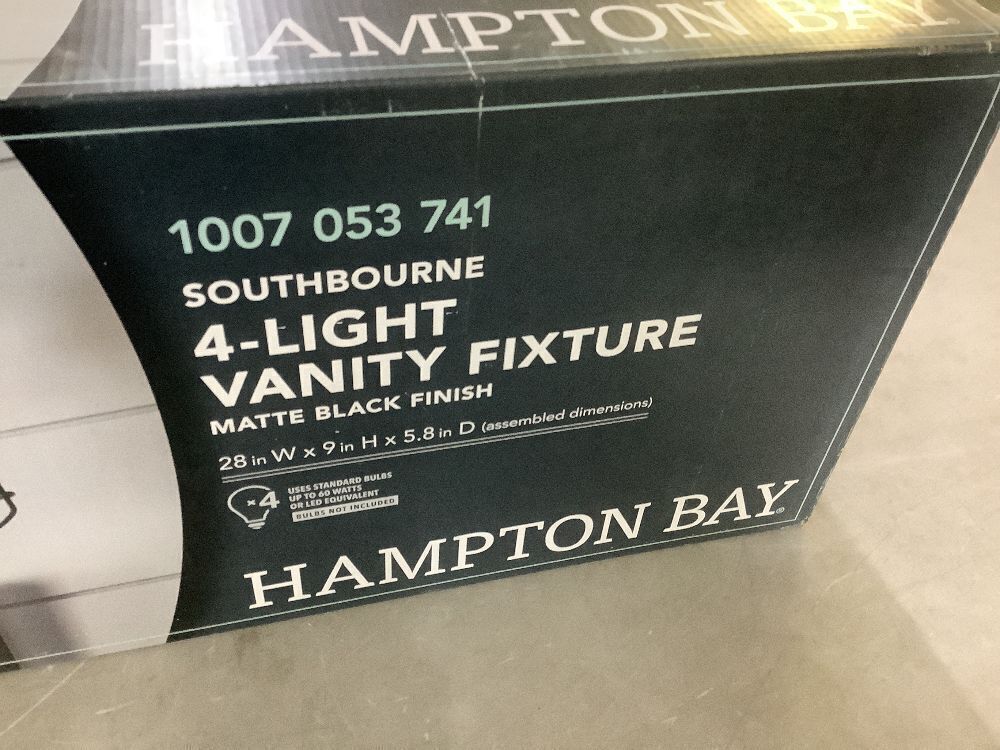 HAMPTON BAY
1007 053 741
SOUTHBOURNE
4-LIGHT
VANITY FIXTURE
MATTE BLACK FINISH
28 in W x 9 in H x 5.8 in D (assembled dimensions)
×4
USES STANDARD BULBS
UP TO 60 WATTS
OR LED EQUIVALENT
BULBS NOT INCLUDED
HAMPTON BAY®